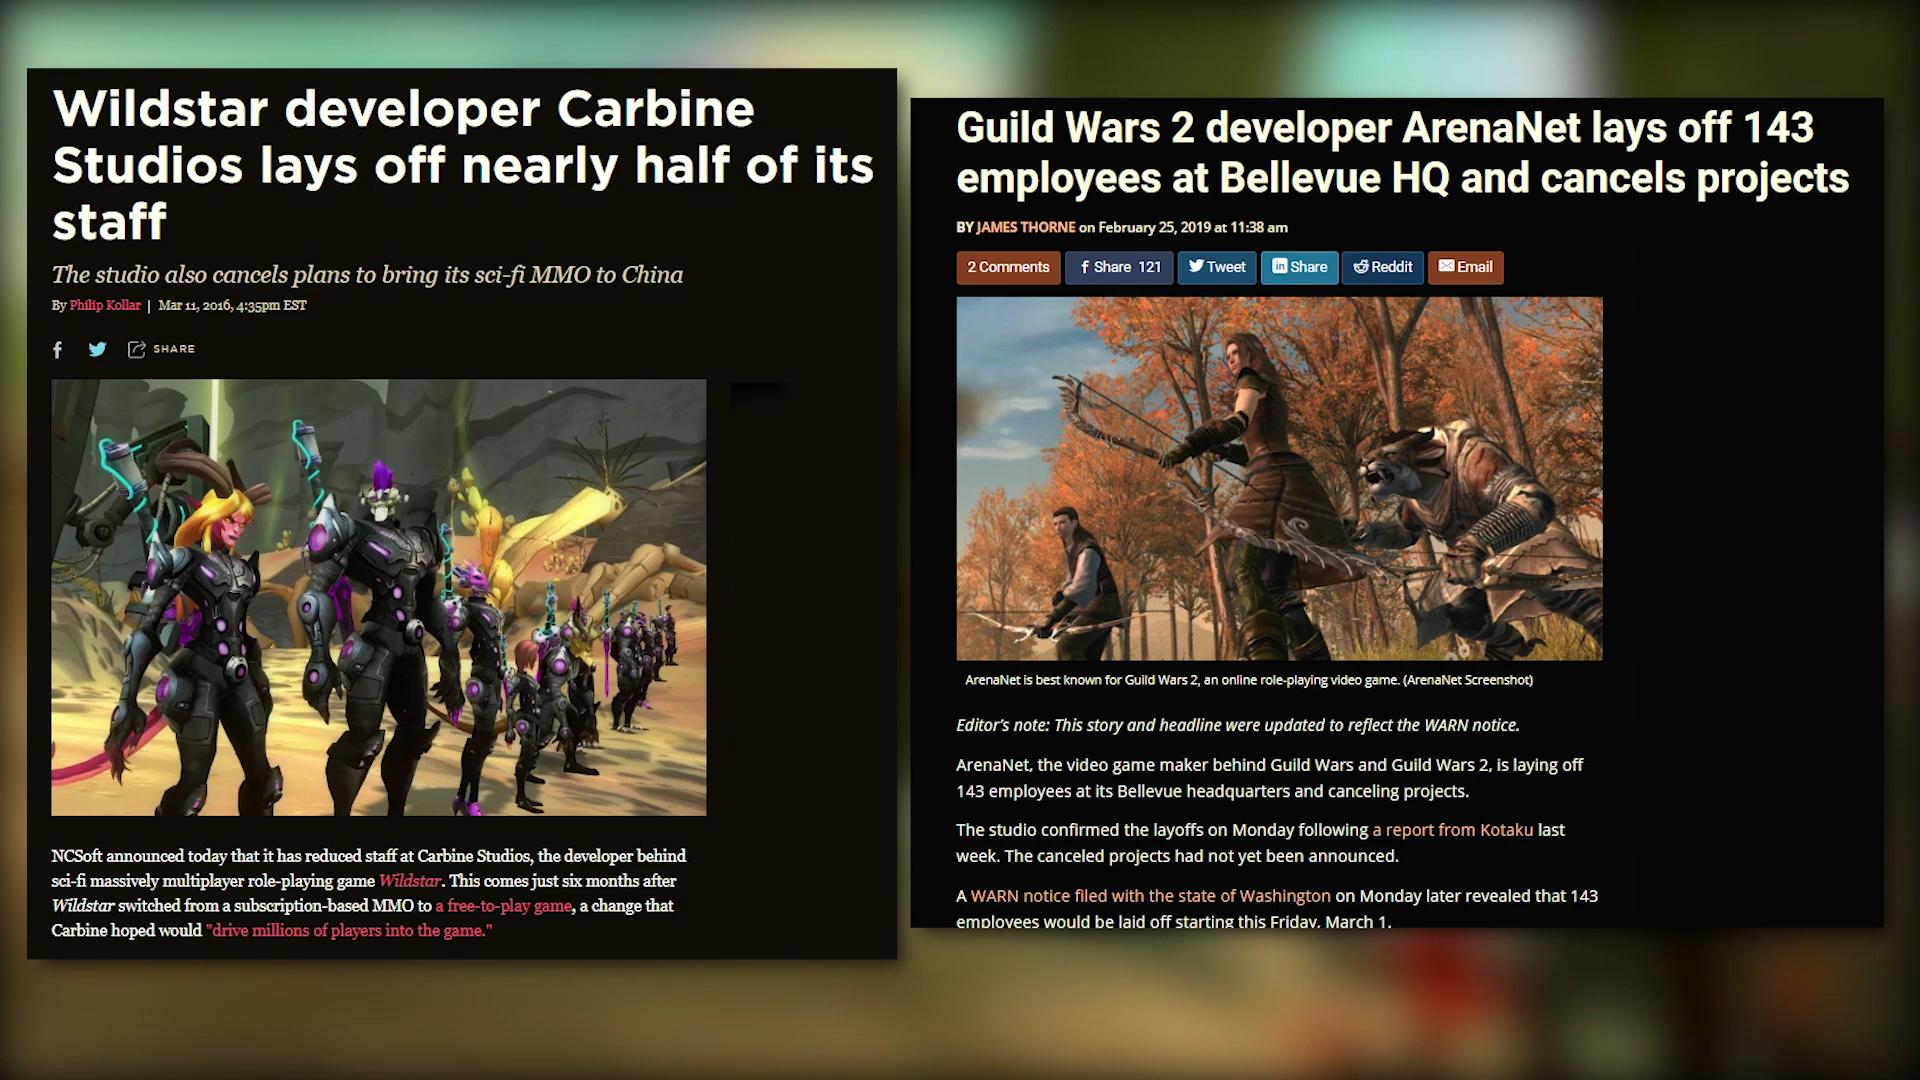 Wildstar developer Carbine
Studios lays off nearly half of its
staff
The studio also cancels plans to bring its sci-fi MMO to China
By Philip Kollar | Mar 11, 2016, 4:35pm EST
SHARE
NCSoft announced today that it has reduced staff at Carbine Studios, the developer behind
sci-fi massively multiplayer role-playing game Wildstar. This comes just six months after
Wildstar switched from a subscription-based MMO to a free-to-play game, a change that
Carbine hoped would "drive millions of players into the game."
Guild Wars 2 developer ArenaNet lays off 143
employees at Bellevue HQ and cancels projects
BY JAMES THORNE on February 25, 2019 at 11:38 am
2 Comments Share 121 Tweet Share Reddit Email
ArenaNet is best known for Guild Wars 2, an online role-playing video game. (ArenaNet Screenshot)
Editor's note: This story and headline were updated to reflect the WARN notice.
ArenaNet, the video game maker behind Guild Wars and Guild Wars 2, is laying off
143 employees at its Bellevue headquarters and canceling projects.
The studio confirmed the layoffs on Monday following a report from Kotaku last
week. The canceled projects had not yet been announced.
A WARN notice filed with the state of Washington on Monday later revealed that 143
employees would be laid off starting this Friday, March 1.